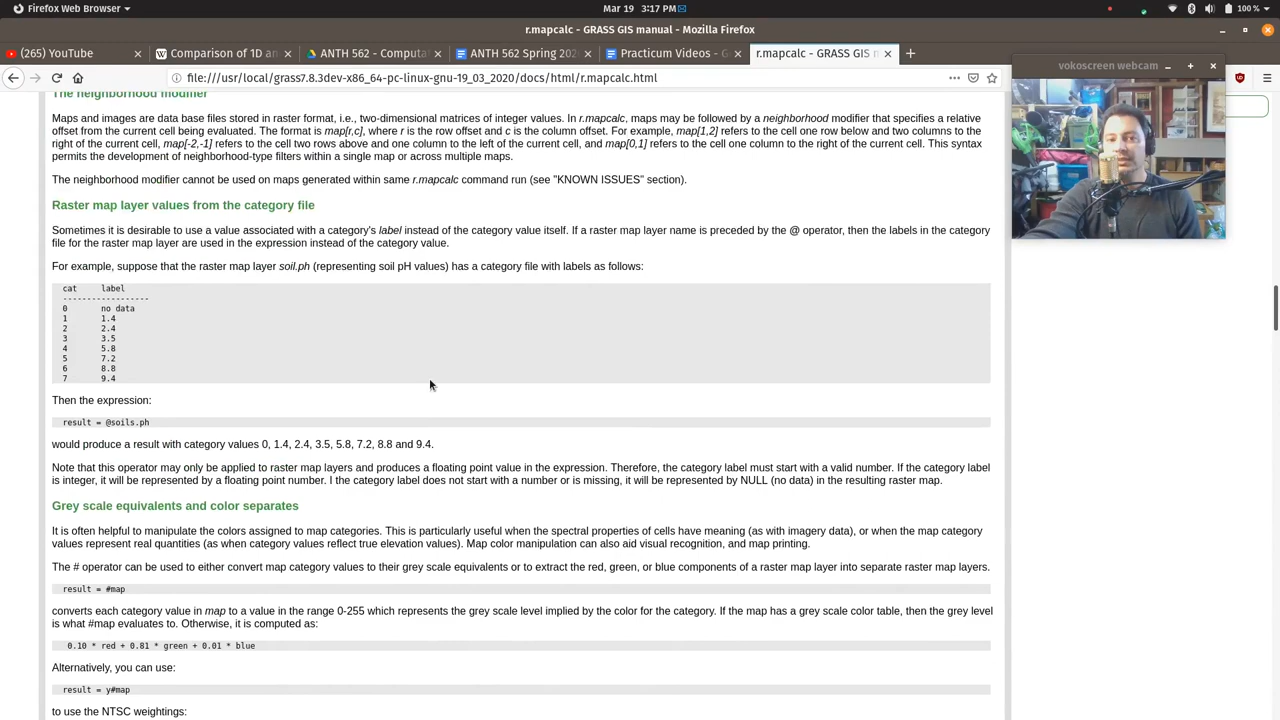 Firefox Web Browser
Mar 19 3:17 PM
100 %
r.mapcalc - GRASS GIS manual - Mozilla Firefox
(265) YouTube
Comparison of 1D an
ANTH 562 - Computa
ANTH 562 Spring 202
Practicum Videos - G
r.mapcalc - GRASS GIS m
file:///usr/local/grass7.8.3dev-x86_64-pc-linux-gnu-19_03_2020/docs/html/r.mapcalc.html
vokoscreen webcam
The neighborhood modifier
Maps and images are data base files stored in raster format, i.e., two-dimensional matrices of integer values. In r.mapcalc, maps may be followed by a neighborhood modifier that specifies a relative
offset from the current cell being evaluated. The format is map[r,c], where r is the row offset and c is the column offset. For example, map[1,2] refers to the cell one row below and two columns to the
right of the current cell, map[-2,-1] refers to the cell two rows above and one column to the left of the current cell, and map[0,1] refers to the cell one column to the right of the current cell. This syntax
permits the development of neighborhood-type filters within a single map or across multiple maps.
The neighborhood modifier cannot be used on maps generated within same r.mapcalc command run (see "KNOWN ISSUES" section).
Raster map layer values from the category file
Sometimes it is desirable to use a value associated with a category's label instead of the category value itself. If a raster map layer name is preceded by the @ operator, then the labels in the category
file for the raster map layer are used in the expression instead of the category value.
For example, suppose that the raster map layer soil.ph (representing soil pH values) has a category file with labels as follows:
cat label
------------------
0 no data
1 1.4
2 2.4
3 3.5
4 5.8
5 7.2
6 8.8
7 9.4
Then the expression:
result = @soils.ph
would produce a result with category values 0, 1.4, 2.4, 3.5, 5.8, 7.2, 8.8 and 9.4.
Note that this operator may only be applied to raster map layers and produces a floating point value in the expression. Therefore, the category label must start with a valid number. If the category label
is integer, it will be represented by a floating point number. I the category label does not start with a number or is missing, it will be represented by NULL (no data) in the resulting raster map.
Grey scale equivalents and color separates
It is often helpful to manipulate the colors assigned to map categories. This is particularly useful when the spectral properties of cells have meaning (as with imagery data), or when the map category
values represent real quantities (as when category values reflect true elevation values). Map color manipulation can also aid visual recognition, and map printing.
The # operator can be used to either convert map category values to their grey scale equivalents or to extract the red, green, or blue components of a raster map layer into separate raster map layers.
result = #map
converts each category value in map to a value in the range 0-255 which represents the grey scale level implied by the color for the category. If the map has a grey scale color table, then the grey level
is what #map evaluates to. Otherwise, it is computed as:
0.10 * red + 0.81 * green + 0.01 * blue
Alternatively, you can use:
result = y#map
to use the NTSC weightings: